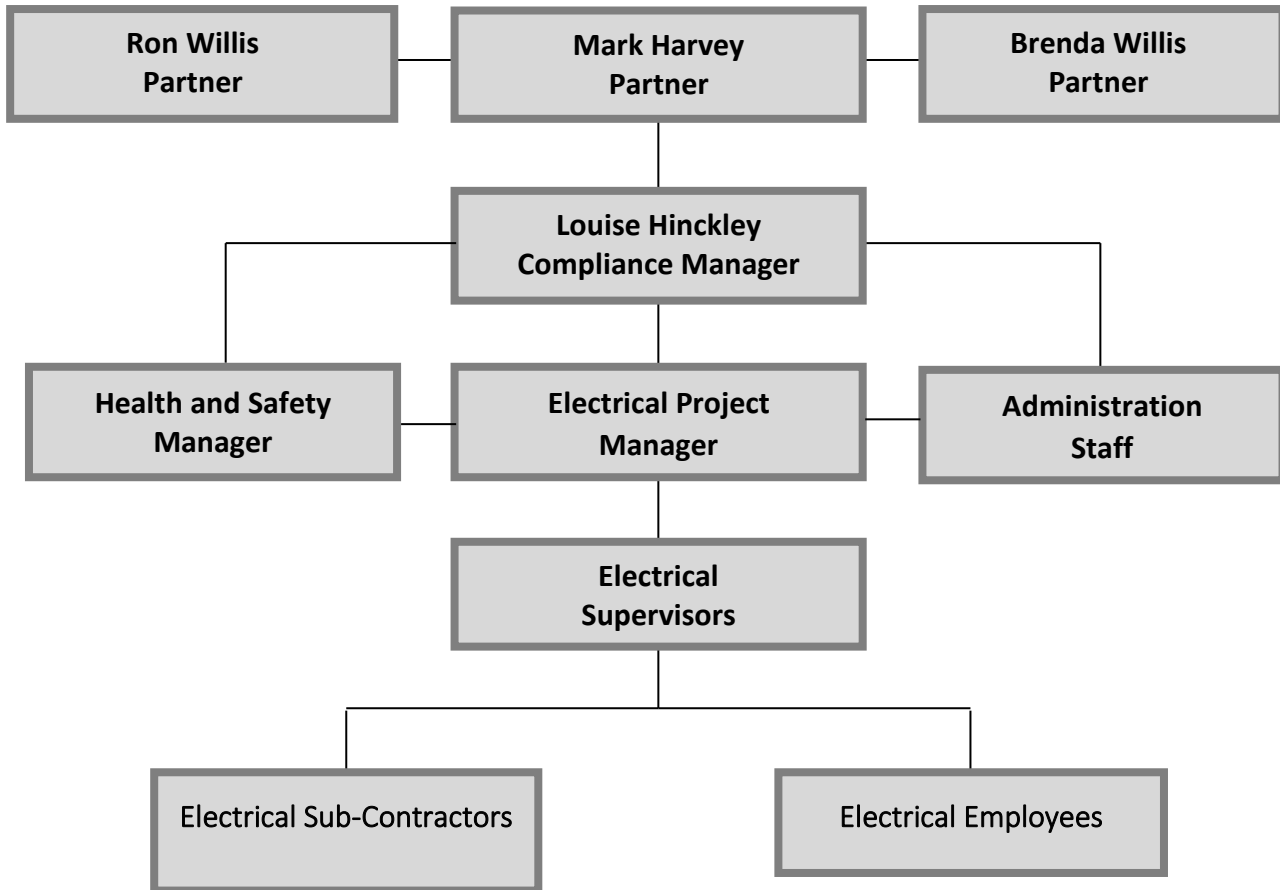 Ron Willis
Partner
Mark Harvey
Partner
Brenda Willis
Partner
Louise Hinckley
Compliance Manager
Health and Safety
Manager
Electrical Project
Manager
Administration
Staff
Electrical
Supervisors
Electrical Sub-Contractors
Electrical Employees